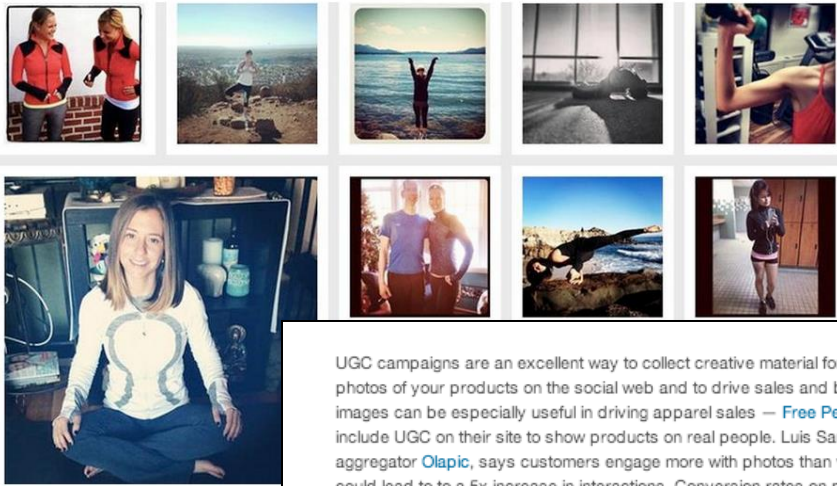 UGC campaigns are an excellent way to collect creative material fo
photos of your products on the social web and to drive sales and b
images can be especially useful in driving apparel sales — Free Pe
include UGC on their site to show products on real people. Luis Sa
aggregator Olapic, says customers engage more with photos than
could lead to to a 5x increase in interactions. Conversion rates on